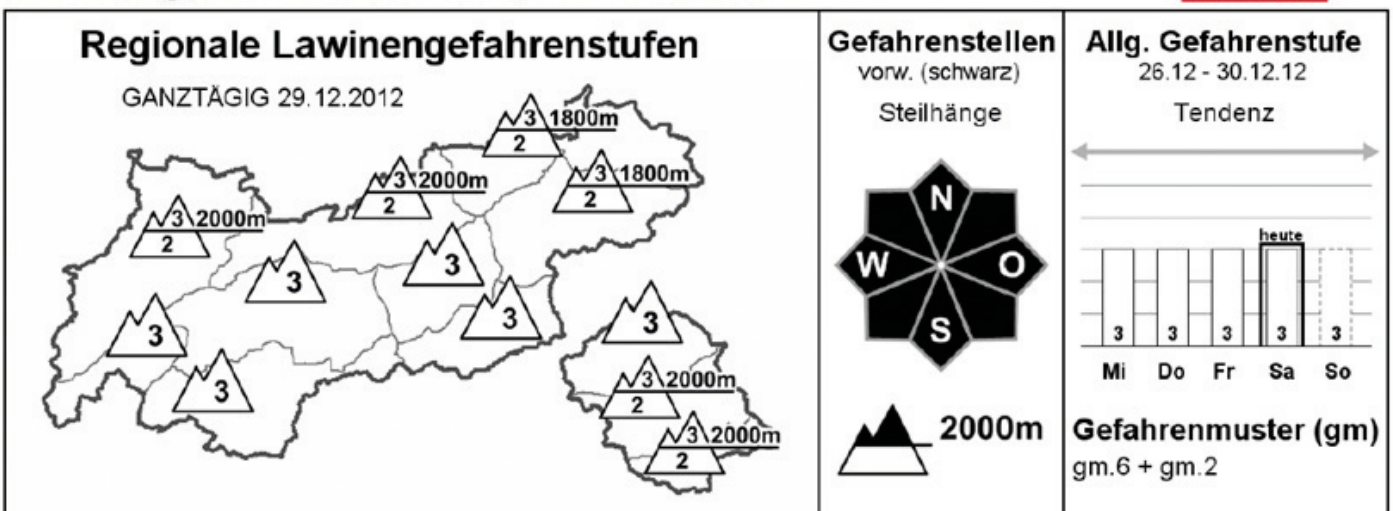 Regionale Lawinengefahrenstufen
GANZTÄGIG 29.12.2012
3 1800m
2
3 1800m
2
3 2000m
2
3 2000m
2
3
3
3
3
3
3
3 2000m
2
3 2000m
2
3
Gefahrenstellen
vorw. (schwarz)
Steilhänge
N
W O
S
2000m
Allg. Gefahrenstufe
26.12 - 30.12.12
Tendenz
heute
3 3 3 3 3
Mi Do Fr Sa So
Gefahrenmuster (gm)
gm.6 + gm.2